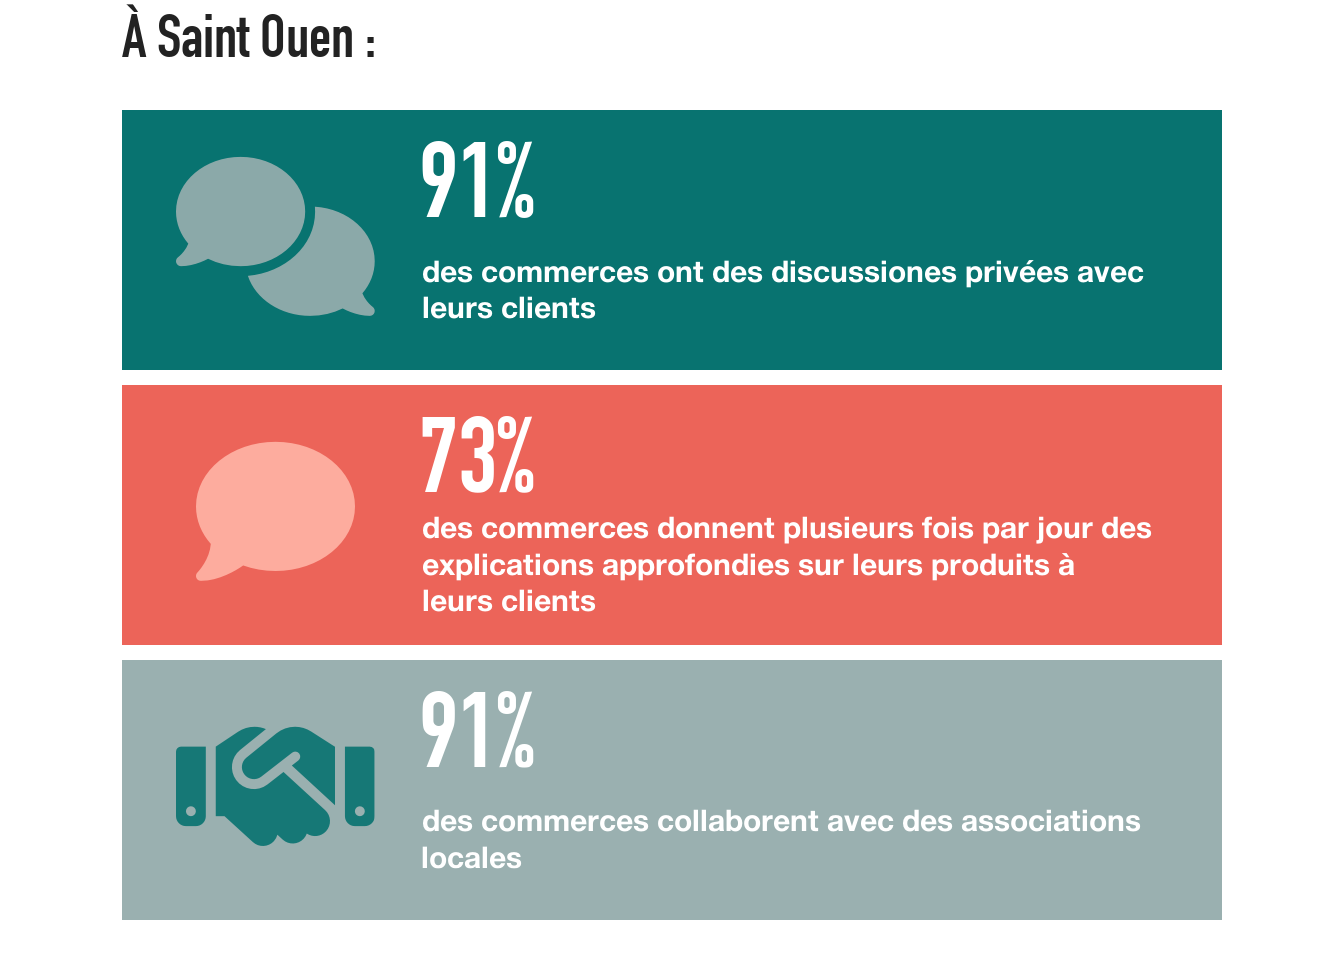 À Saint Ouen :
91%
des commerces ont des discussiones privées avec
leurs clients
73%
des commerces donnent plusieurs fois par jour des
explications approfondies sur leurs produits à
leurs clients
91%
des commerces collaborent avec des associations
locales